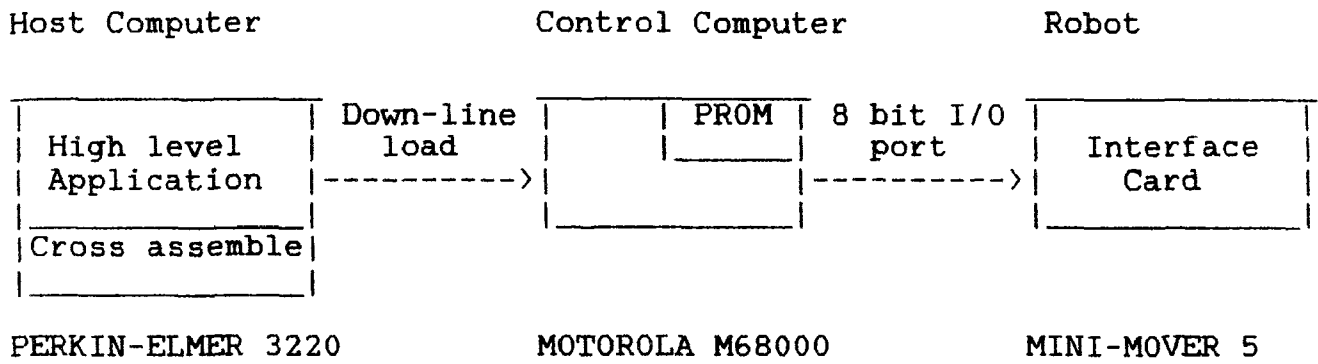 Host Computer Control Computer Robot
Down-line PROM 8 bit I/O
High level load port Interface
Application Card
Cross assemble
PERKIN-ELMER 3220 MOTOROLA M68000 MINI-MOVER 5